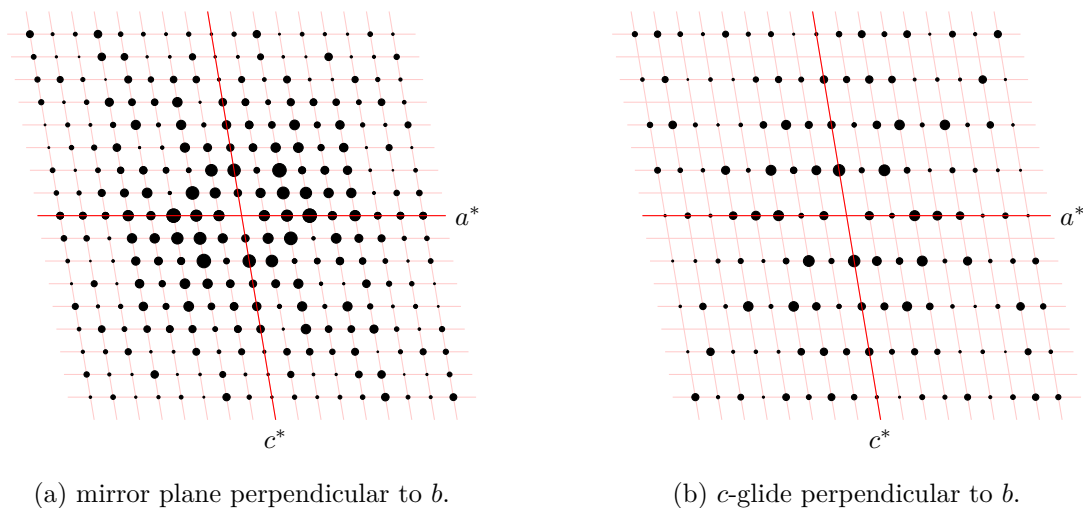 a* a*
c* c*
(a) mirror plane perpendicular to b. (b) c-glide perpendicular to b.